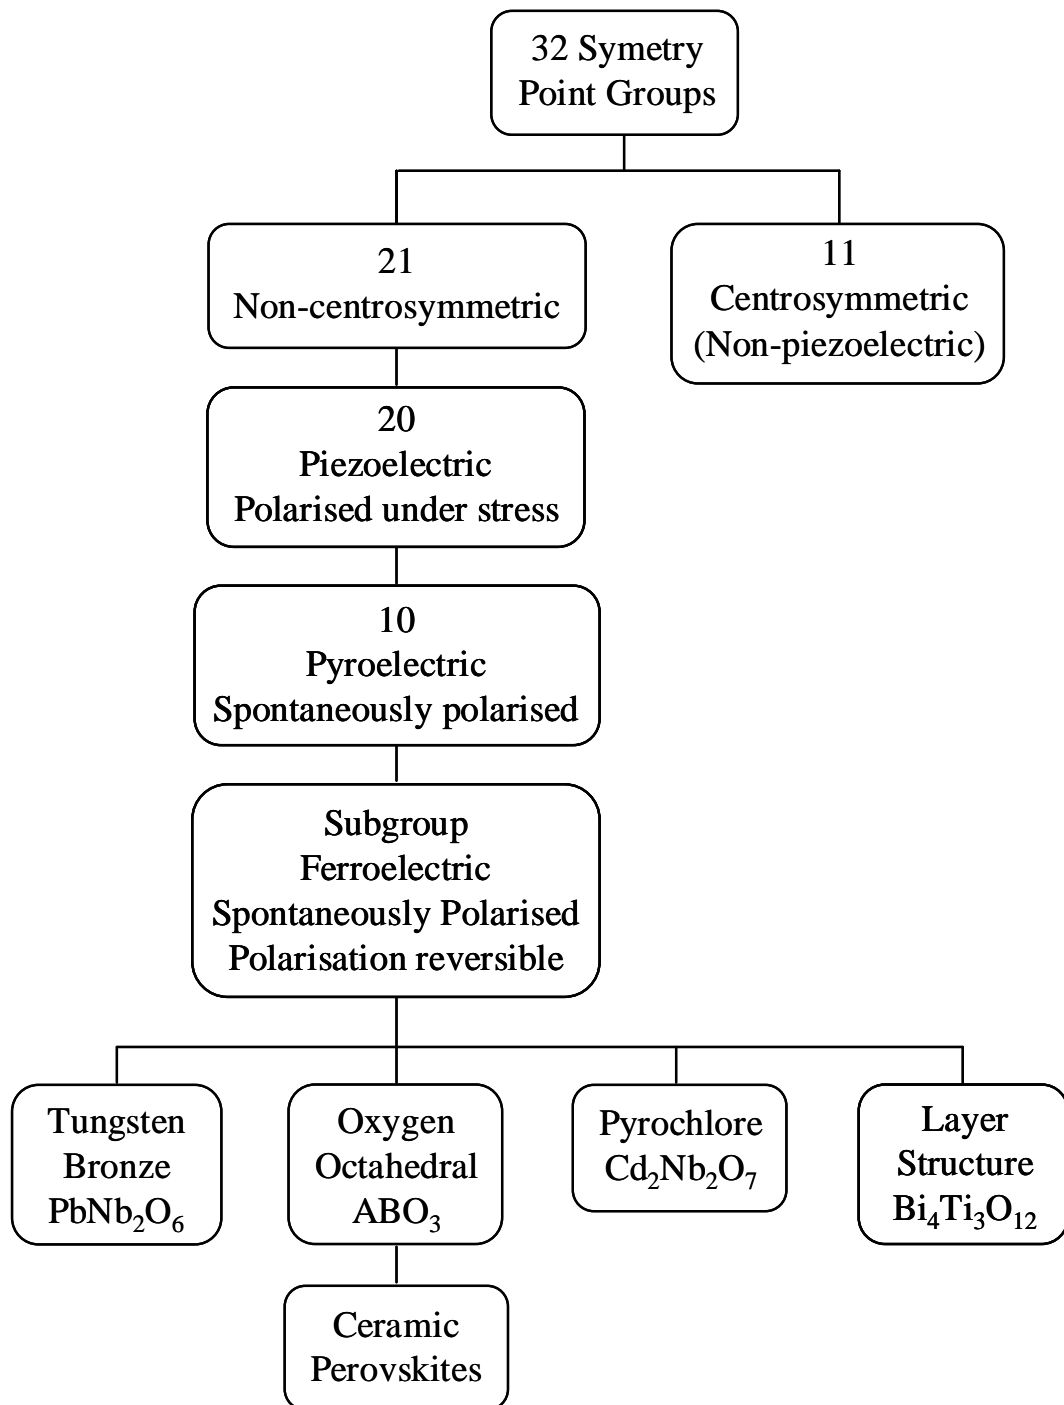 32 Symetry
Point Groups
21
Non-centrosymmetric
11
Centrosymmetric
(Non-piezoelectric)
20
Piezoelectric
Polarised under stress
10
Pyroelectric
Spontaneously polarised
Subgroup
Ferroelectric
Spontaneously Polarised
Polarisation reversible
Tungsten
Bronze
PbNb₂O₆
Oxygen
Octahedral
ABO₃
Pyrochlore
Cd₂Nb₂O₇
Layer
Structure
Bi₄Ti₃O₁₂
Ceramic
Perovskites